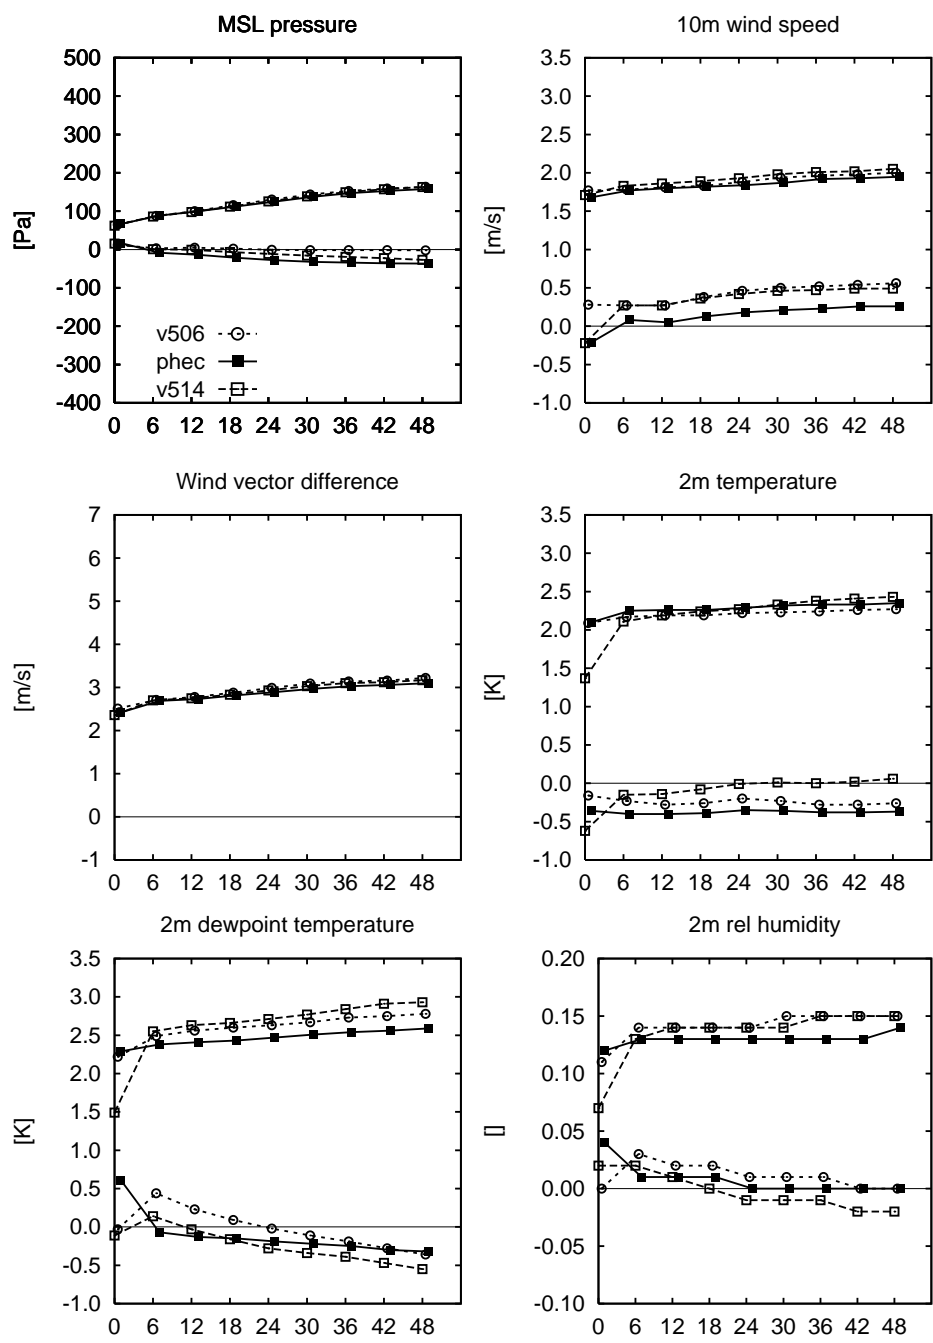 MSL pressure
500
400
300
200
100
0
-100
-200
-300
-400
[Pa]
v506
phec
v514
0 6 12 18 24 30 36 42 48
10m wind speed
3.5
3.0
2.5
2.0
1.5
1.0
0.5
0.0
-0.5
-1.0
[m/s]
0 6 12 18 24 30 36 42 48
Wind vector difference
7
6
5
4
3
2
1
0
-1
[m/s]
0 6 12 18 24 30 36 42 48
2m temperature
3.5
3.0
2.5
2.0
1.5
1.0
0.5
0.0
-0.5
-1.0
[K]
0 6 12 18 24 30 36 42 48
2m dewpoint temperature
3.5
3.0
2.5
2.0
1.5
1.0
0.5
0.0
-0.5
-1.0
[K]
0 6 12 18 24 30 36 42 48
2m rel humidity
0.20
0.15
0.10
0.05
0.00
-0.05
-0.10
[]
0 6 12 18 24 30 36 42 48